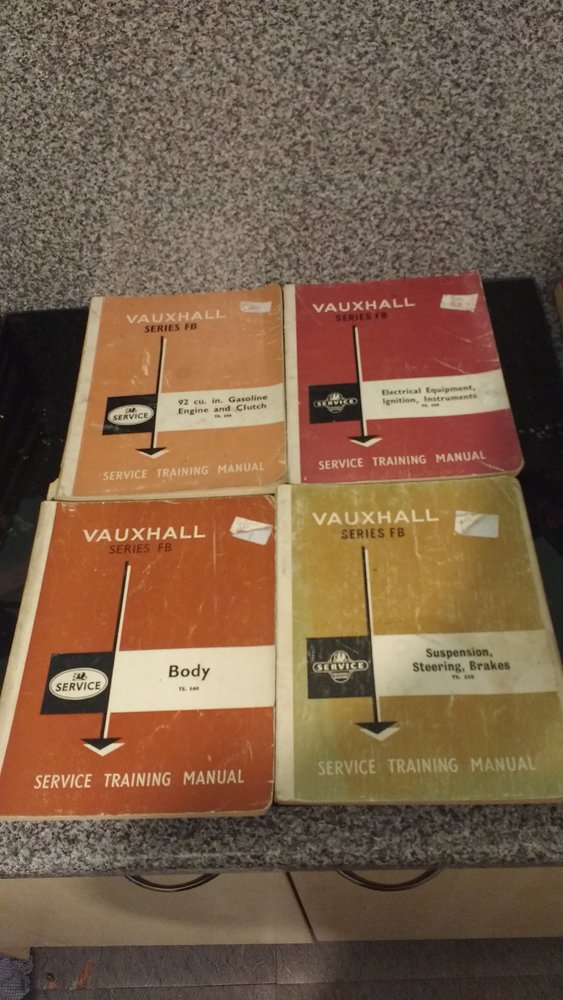 VAUXHALL
SERIES FB
92 cu. in. Gasoline
Engine and Clutch
SERVICE
SERVICE TRAINING MANUAL
VAUXHALL
SERIES FB
Electrical Equipment,
Ignition, Instruments
SERVICE
SERVICE TRAINING MANUAL
VAUXHALL
SERIES FB
Body
TS. 260
SERVICE
SERVICE TRAINING MANUAL
VAUXHALL
SERIES FB
Suspension,
Steering, Brakes
SERVICE
SERVICE TRAINING MANUAL